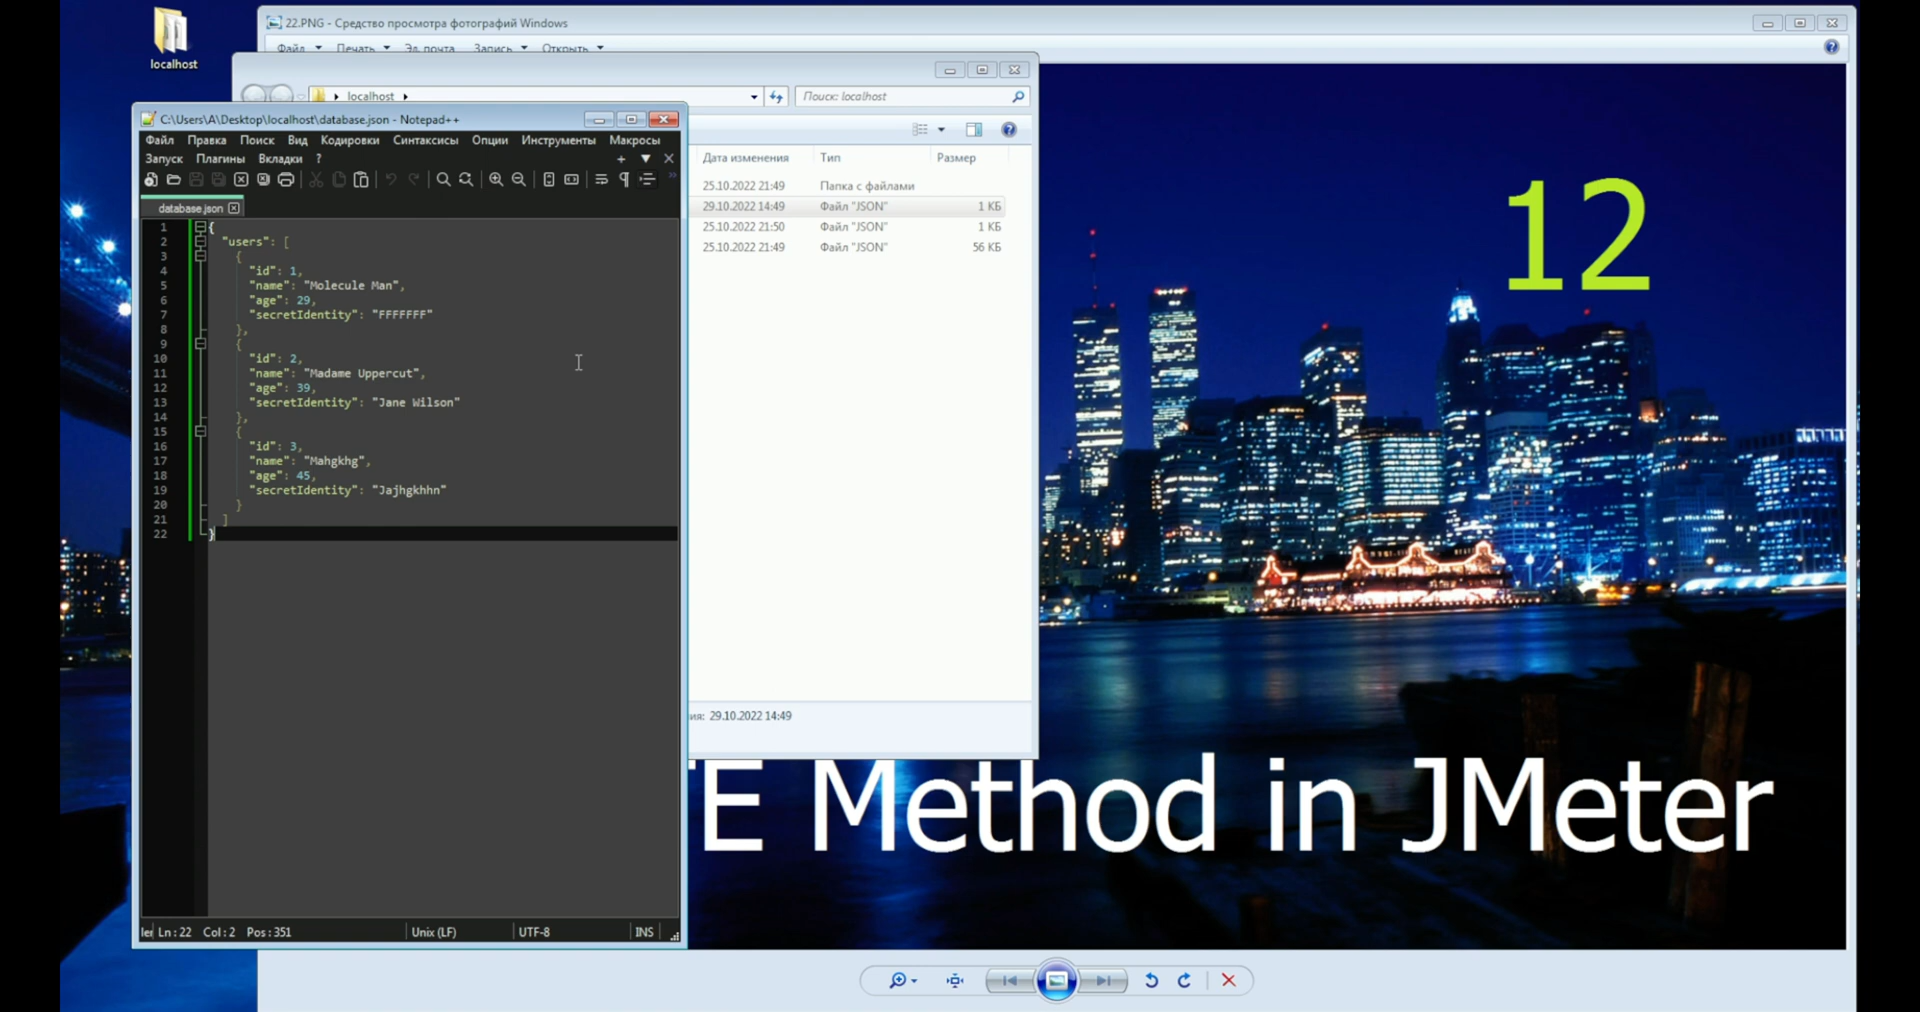 localhost
22.PNG - Средство просмотра фотографий Windows
Файл Печать Эл. почта Запись Открыть
localhost
Поиск: localhost
C:\Users\A\Desktop\localhost\database.json - Notepad++
Файл Правка Поиск Вид Кодировки Синтаксисы Опции Инструменты Макросы
Запуск Плагины Вкладки ?
database.json
1 {
2 "users": [
3 {
4 "id": 1,
5 "name": "Molecule Man",
6 "age": 29,
7 "secretIdentity": "FFFFFFF"
8 },
9 {
10 "id": 2,
11 "name": "Madame Uppercut",
12 "age": 39,
13 "secretIdentity": "Jane Wilson"
14 },
15 {
16 "id": 3,
17 "name": "Mahgkhg",
18 "age": 45,
19 "secretIdentity": "Jajhgkhhn"
20 }
21 ]
22 }
Ln: 22 Col: 2 Pos: 351 Unix (LF) UTF-8 INS
Дата изменения Тип Размер
25.10.2022 21:49 Папка с файлами
29.10.2022 14:49 Файл "JSON" 1 КБ
25.10.2022 21:50 Файл "JSON" 1 КБ
25.10.2022 21:49 Файл "JSON" 56 КБ
29.10.2022 14:49
12
TE Method in JMeter